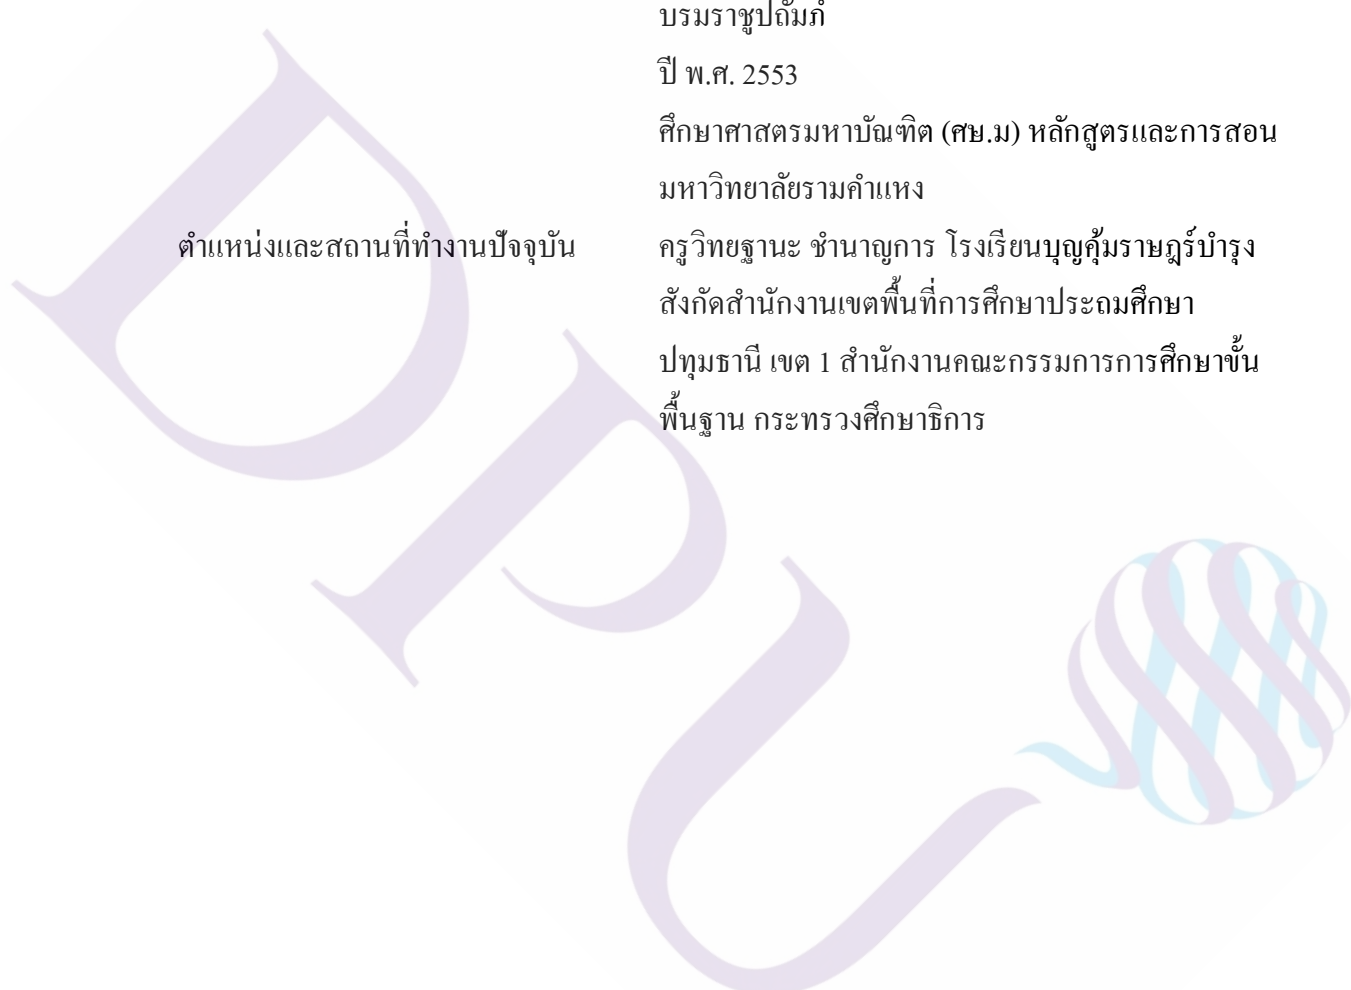 บรมราชูปถัมภ์
ปี พ.ศ. 2553
ศึกษาศาสตรมหาบัณฑิต (ศษ.ม) หลักสูตรและการสอน
มหาวิทยาลัยรามคำแหง
ตำแหน่งและสถานที่ทำงานปัจจุบัน ครูวิทยฐานะ ชำนาญการ โรงเรียนบุญคุ้มราษฎร์บำรุง
สังกัดสำนักงานเขตพื้นที่การศึกษาประถมศึกษา
ปทุมธานี เขต 1 สำนักงานคณะกรรมการการศึกษาขั้น
พื้นฐาน กระทรวงศึกษาธิการ
DPU